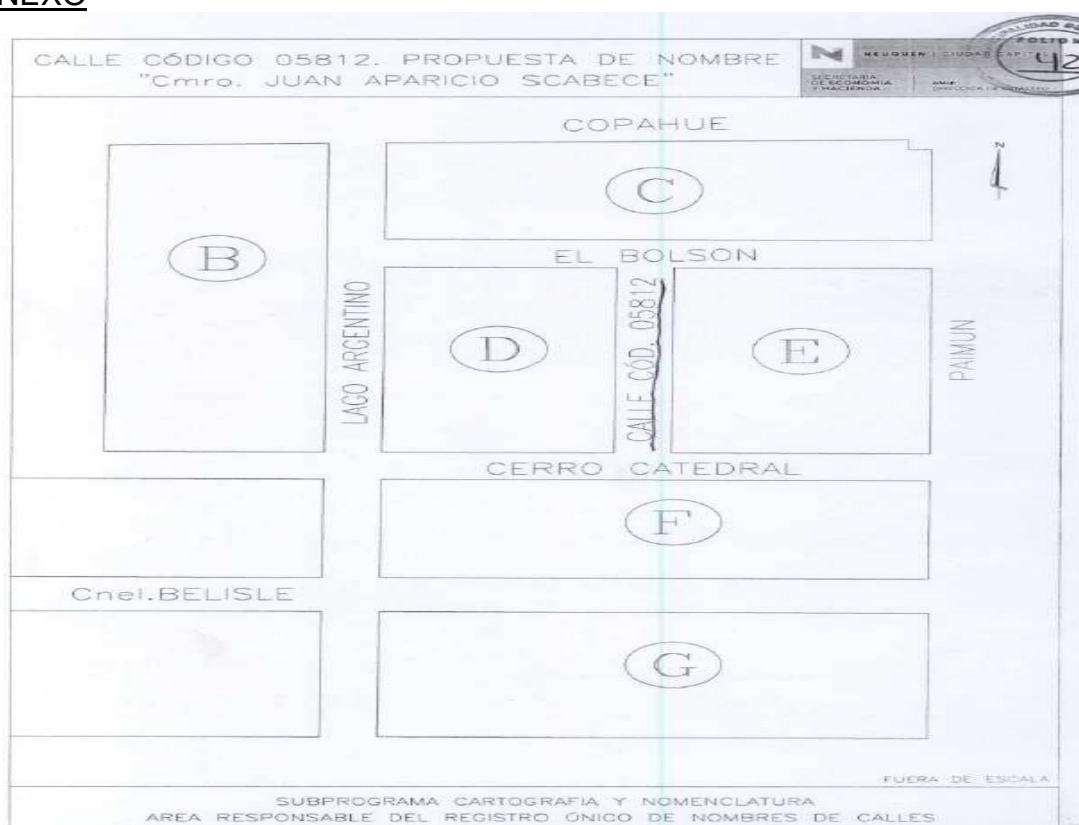 NEXO
CALLE CÓDIGO 05812. PROPUESTA DE NOMBRE
"Cmro. JUAN APARICIO SCABECE"
N
NEUQUEN | CIUDAD CAPITAL
SECRETARIA
DE ECONOMIA
Y HACIENDA
FOLIO N
42
COPAHUE
N
C
B
EL BOLSON
LAGO ARGENTINO
D
CALLE CÓD. 05812
E
PAIMUN
CERRO CATEDRAL
F
Cnel.BELISLE
G
FUERA DE ESCALA
SUBPROGRAMA CARTOGRAFIA Y NOMENCLATURA
AREA RESPONSABLE DEL REGISTRO ÚNICO DE NOMBRES DE CALLES